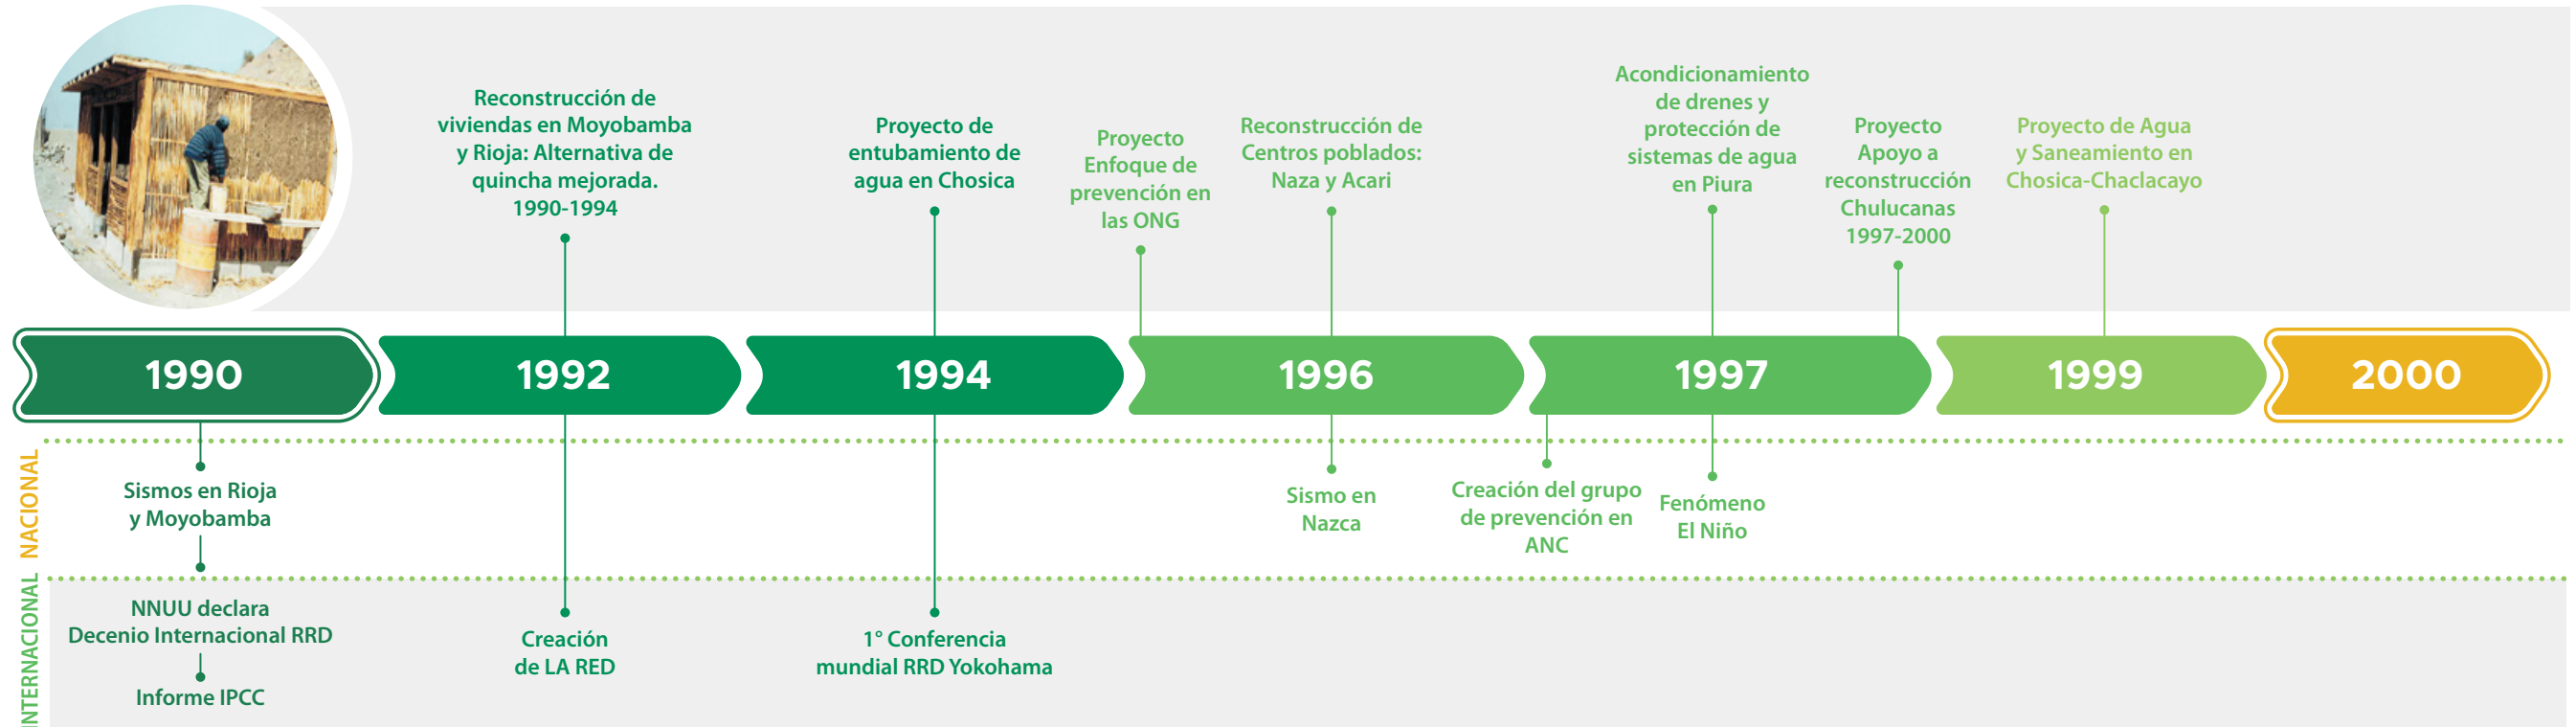 Reconstrucción de
viviendas en Moyobamba
y Rioja: Alternativa de
quincha mejorada.
1990-1994
Proyecto de
entubamiento de
agua en Chosica
Proyecto
Enfoque de
prevención en
las ONG
Reconstrucción de
Centros poblados:
Naza y Acari
Acondicionamiento
de drenes y
protección de
sistemas de agua
en Piura
Proyecto
Apoyo a
reconstrucción
Chulucanas
1997-2000
Proyecto de Agua
y Saneamiento en
Chosica-Chaclacayo
1990
1992
1994
1996
1997
1999
2000
NACIONAL
Sismos en Rioja
y Moyobamba
Sismo en
Nazca
Creación del grupo
de prevención en
ANC
Fenómeno
El Niño
INTERNACIONAL
NNUU declara
Decenio Internacional RRD
Informe IPCC
Creación
de LA RED
1° Conferencia
mundial RRD Yokohama